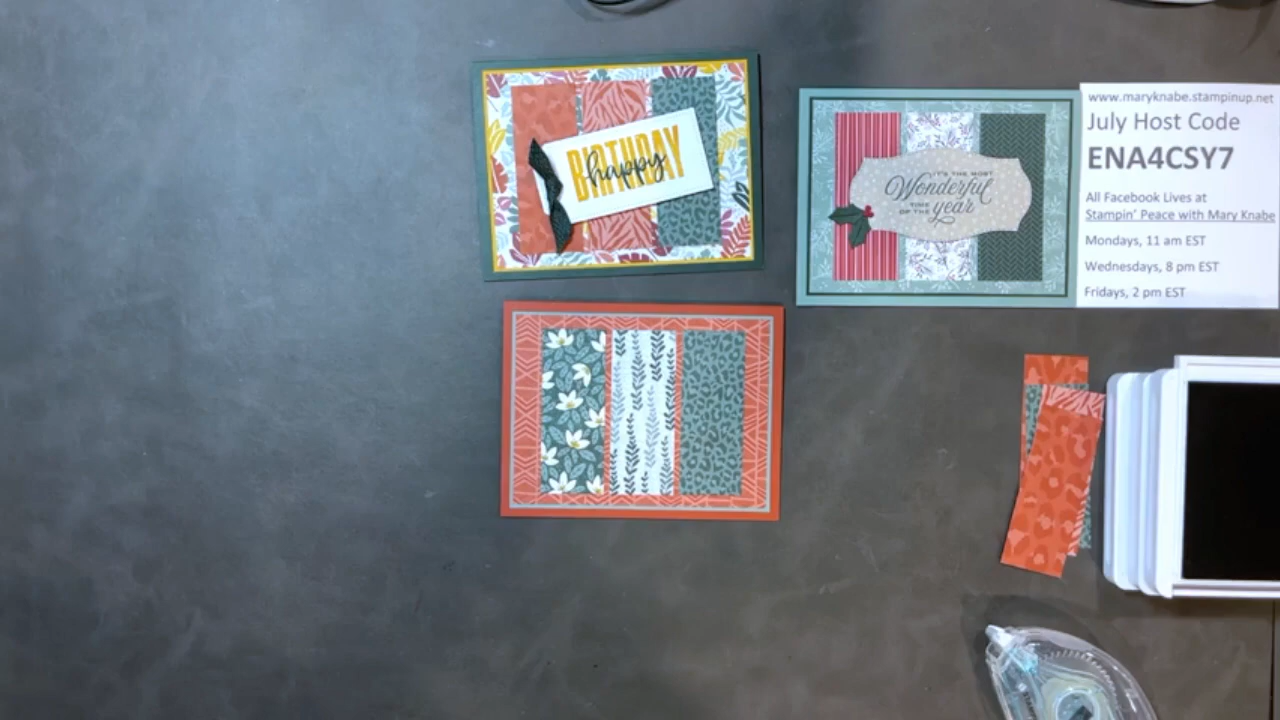 BIRTHDAY
happy
IT'S THE MOST
Wonderful
TIME
OF THE year
www.maryknabe.stampinup.net
July Host Code
ENA4CSY7
All Facebook Lives at
Stampin' Peace with Mary Knabe
Mondays, 11 am EST
Wednesdays, 8 pm EST
Fridays, 2 pm EST